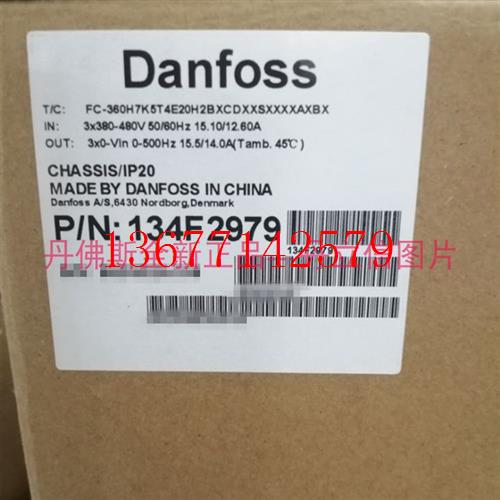 Danfoss
T/C: FC-360H7K5T4E20H2BXCDXXSXXXXAXBX
IN: 3x380-480V 50/60Hz 15.10/12.60A
OUT: 3x0-Vin 0-500Hz 15.5/14.0A(Tamb. 45℃)
CHASSIS/IP20
MADE BY DANFOSS IN CHINA
Danfoss A/S,6430 Nordborg,Denmark
P/N:134F2979
134F2979
13677142579
丹佛斯 图片